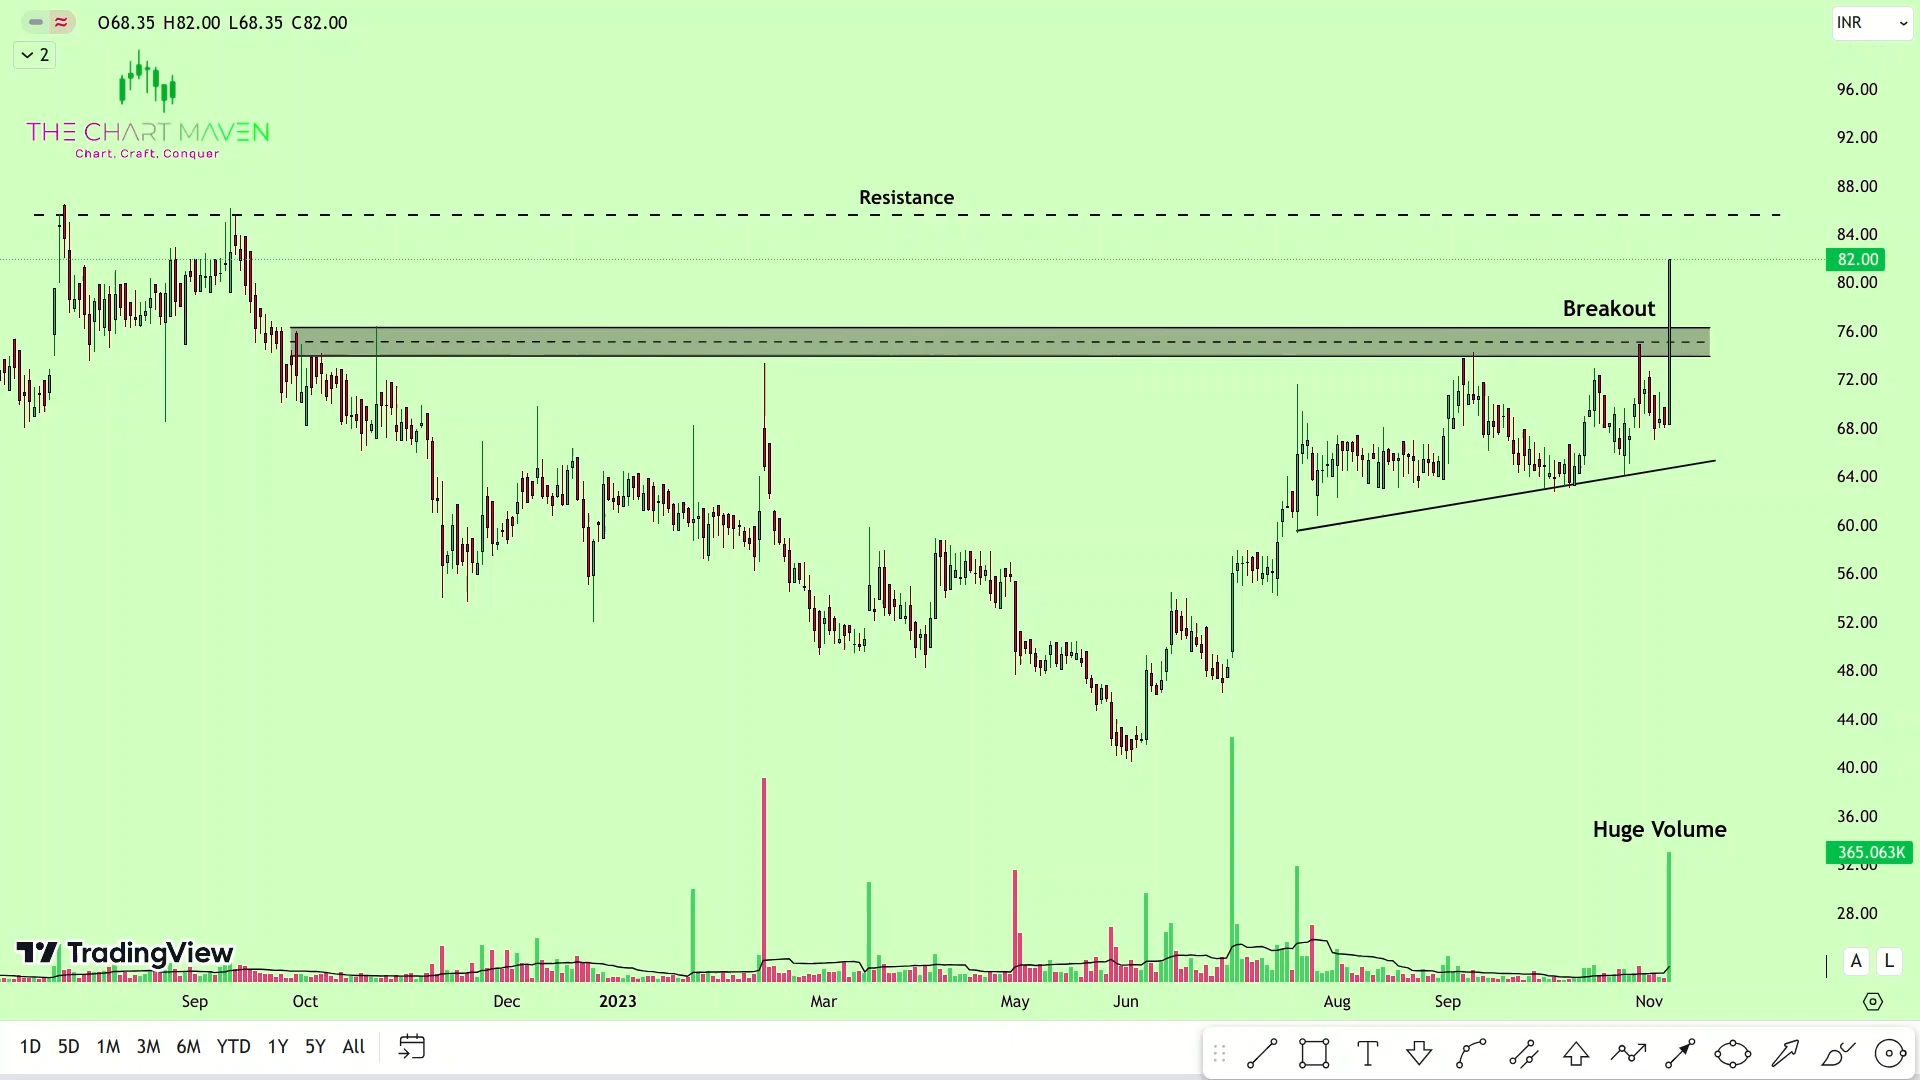 O68.35 H82.00 L68.35 C82.00
INR
2
THE CHART MAVEN
Chart, Craft, Conquer
96.00
92.00
88.00
Resistance
84.00
82.00
80.00
Breakout
76.00
72.00
68.00
64.00
60.00
56.00
52.00
48.00
44.00
40.00
36.00
Huge Volume
365.063K
32.00
28.00
TradingView
A L
Sep Oct Dec 2023 Mar May Jun Aug Sep Nov
1D 5D 1M 3M 6M YTD 1Y 5Y All